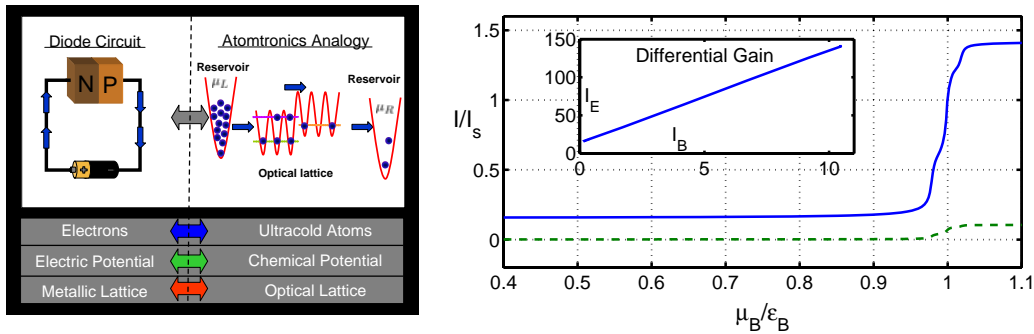 Diode Circuit
Atomtronics Analogy
N P
+
Reservoir
μL
Reservoir
μR
Optical lattice
Electrons
Ultracold Atoms
Electric Potential
Chemical Potential
Metallic Lattice
Optical Lattice
I/Is
1.5
1
0.5
0
0.4 0.5 0.6 0.7 0.8 0.9 1 1.1
μB/εB
Differential Gain
IE
150
100
50
0
0 5 10
IB